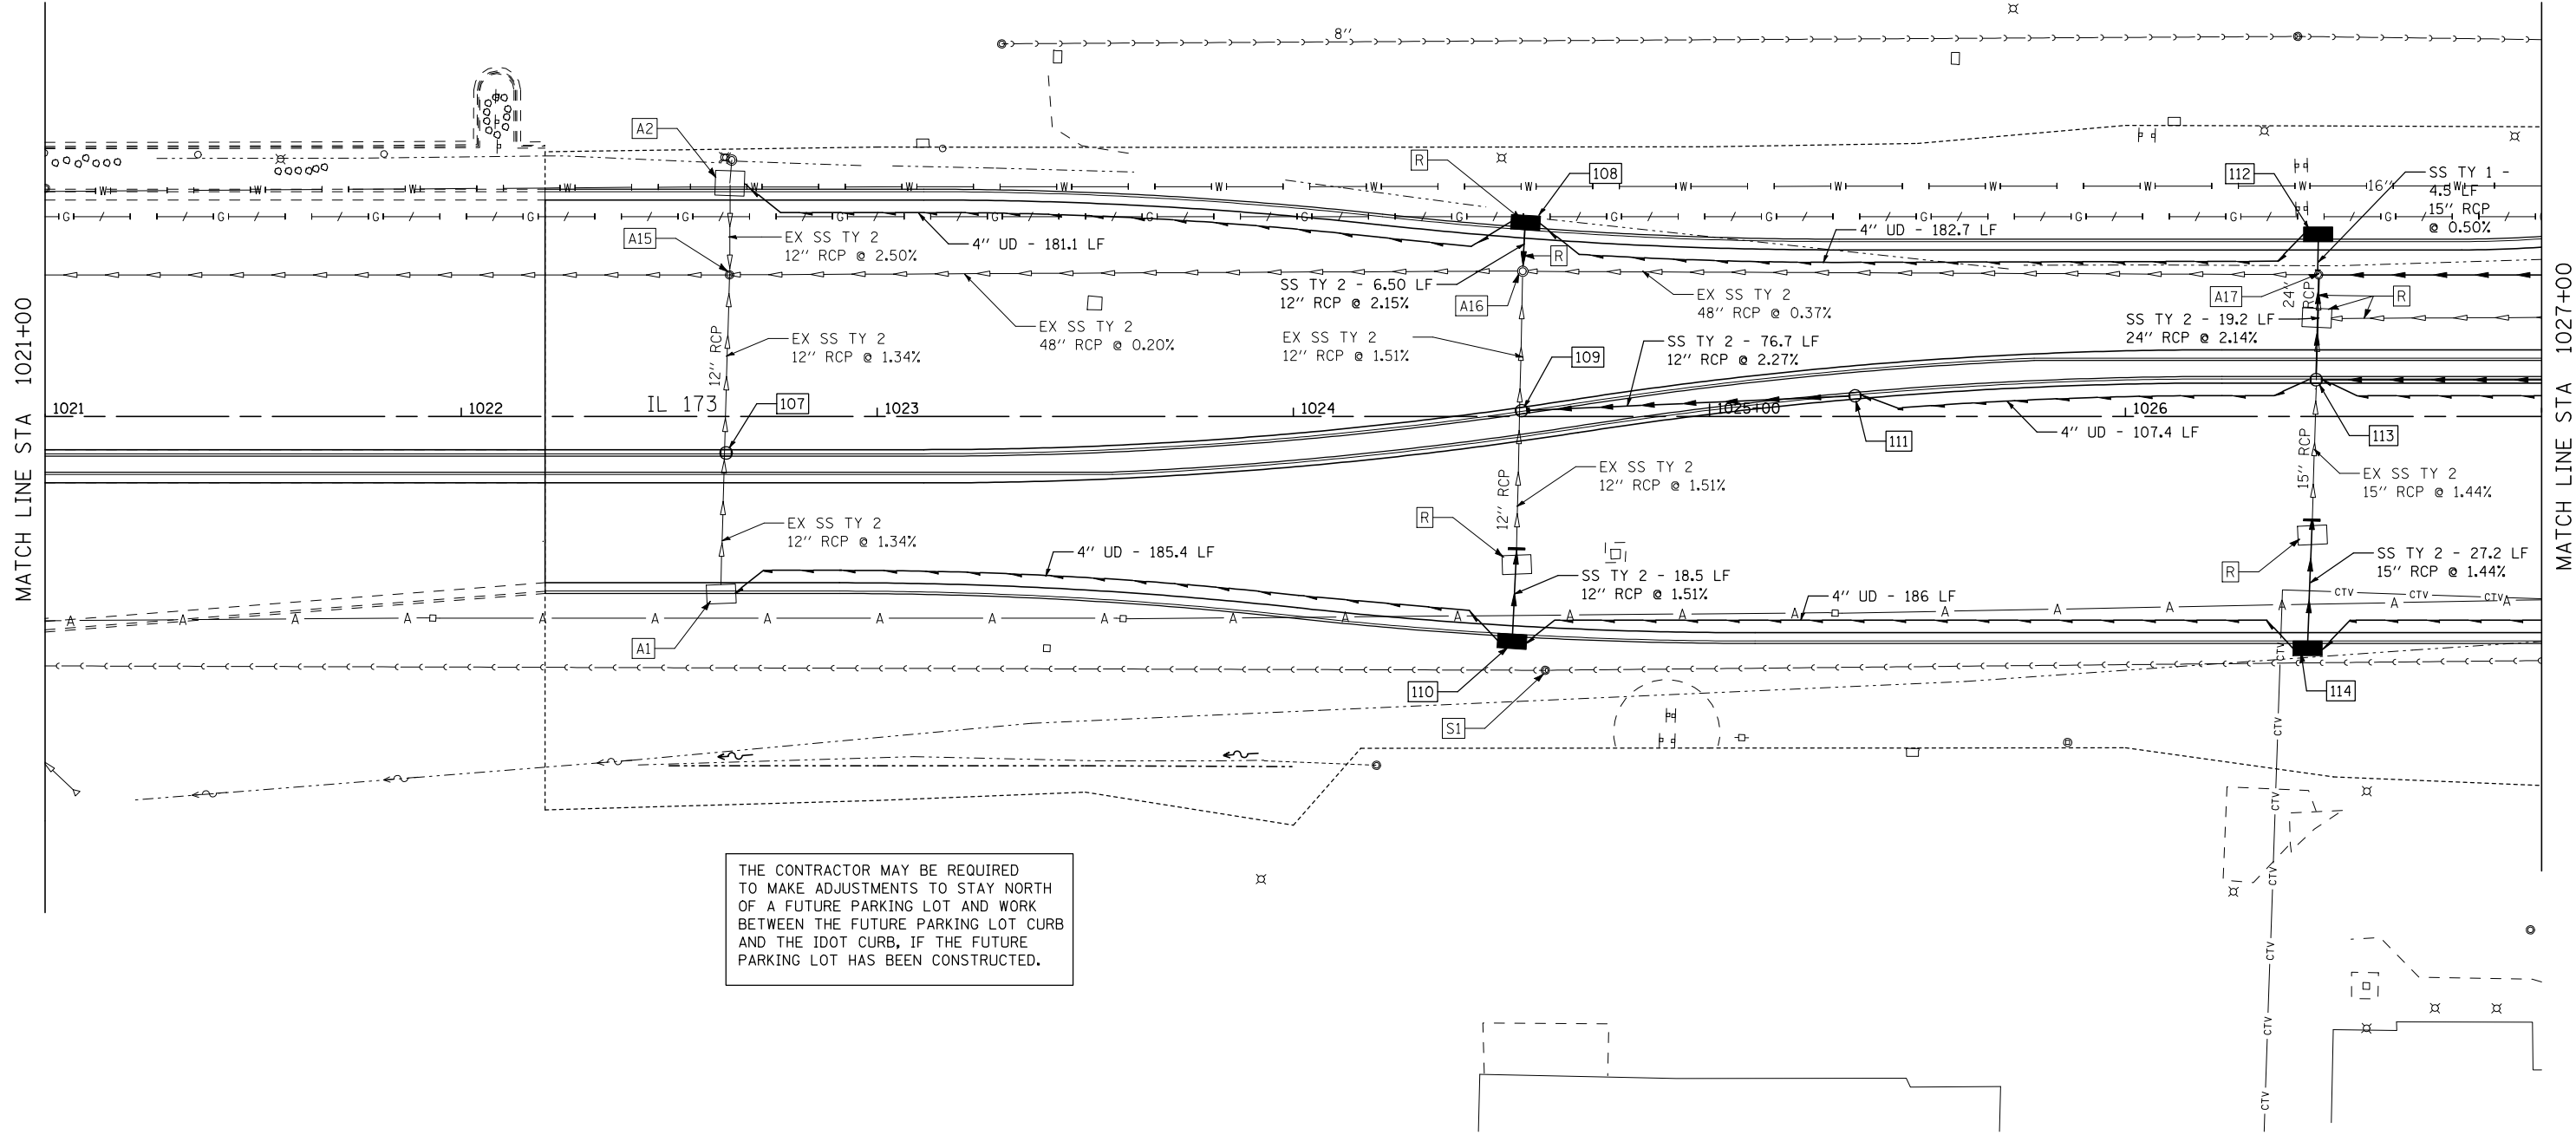 8''
A2
R
108
112
SS TY 1 -
4.5 LF
15'' RCP
@ 0.50%
16''
W W W W W W W W W W W W W W W
G G G G G G G G G G G G G G G G
A15
EX SS TY 2
12'' RCP @ 2.50%
4'' UD - 181.1 LF
R
4'' UD - 182.7 LF
SS TY 2 - 6.50 LF
12'' RCP @ 2.15%
A16
EX SS TY 2
48'' RCP @ 0.37%
A17
24'' RCP
R
EX SS TY 2
48'' RCP @ 0.20%
SS TY 2 - 19.2 LF
24'' RCP @ 2.14%
12'' RCP
EX SS TY 2
12'' RCP @ 1.34%
EX SS TY 2
12'' RCP @ 1.51%
109
SS TY 2 - 76.7 LF
12'' RCP @ 2.27%
MATCH LINE STA 1021+00
MATCH LINE STA 1027+00
1021
1022
IL 173
107
1023
1024
1025+00
1026
111
4'' UD - 107.4 LF
113
12'' RCP
EX SS TY 2
12'' RCP @ 1.51%
15'' RCP
EX SS TY 2
15'' RCP @ 1.44%
EX SS TY 2
12'' RCP @ 1.34%
R
4'' UD - 185.4 LF
SS TY 2 - 18.5 LF
12'' RCP @ 1.51%
R
SS TY 2 - 27.2 LF
15'' RCP @ 1.44%
4'' UD - 186 LF
CTV CTV CTV
A A A A A A A A A A A A A A A A A A A A A A
A1
110
S1
114
CTV
CTV
CTV
CTV
CTV
CTV
CTV
CTV
THE CONTRACTOR MAY BE REQUIRED
TO MAKE ADJUSTMENTS TO STAY NORTH
OF A FUTURE PARKING LOT AND WORK
BETWEEN THE FUTURE PARKING LOT CURB
AND THE IDOT CURB, IF THE FUTURE
PARKING LOT HAS BEEN CONSTRUCTED.